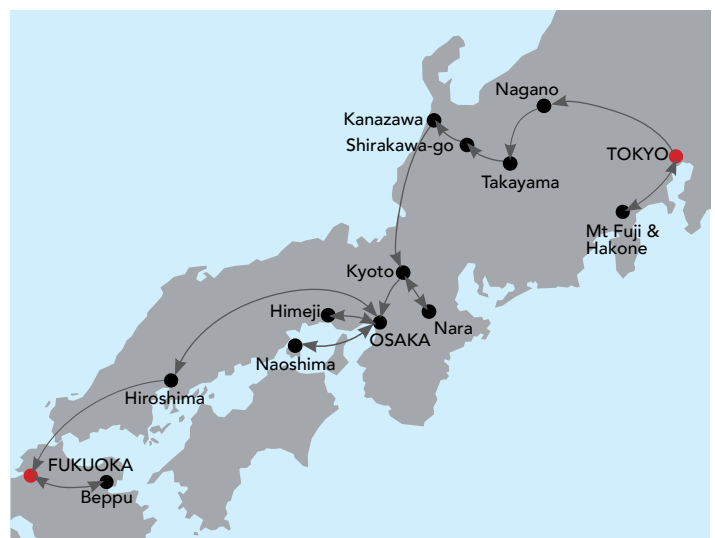 Nagano
Kanazawa
Shirakawa-go
TOKYO
Takayama
Mt Fuji &
Hakone
Kyoto
Himeji
Nara
OSAKA
Naoshima
Hiroshima
FUKUOKA
Beppu